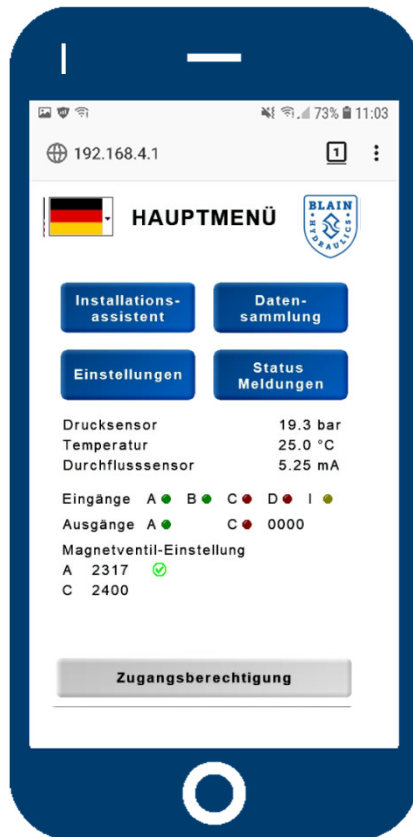 73% 11:03
192.168.4.1 1
HAUPTMENÜ
BLAIN
HYDRAULICS
Installations-
assistent
Daten-
sammlung
Einstellungen
Status
Meldungen
Drucksensor 19.3 bar
Temperatur 25.0 °C
Durchflusssensor 5.25 mA
Eingänge A B C D I
Ausgänge A C 0000
Magnetventil-Einstellung
A 2317
C 2400
Zugangsberechtigung